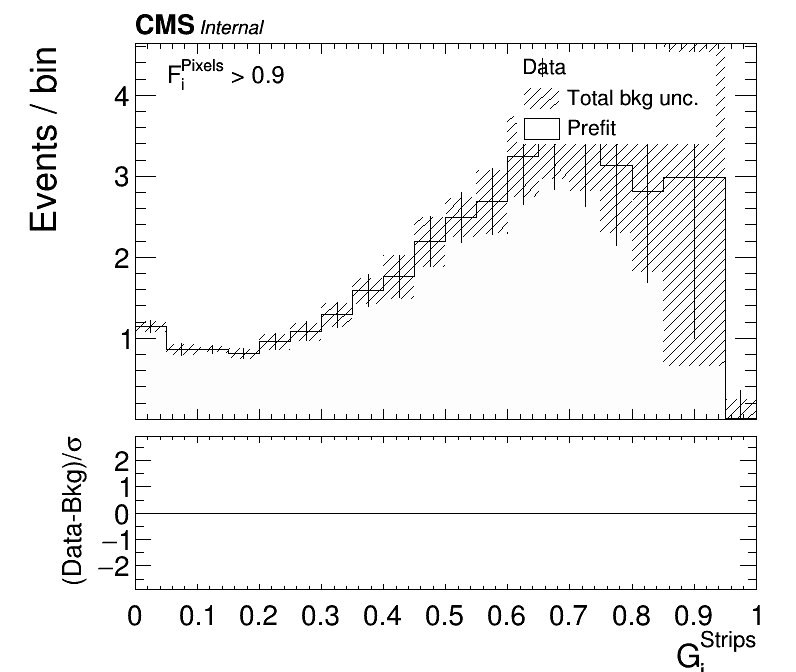 CMS Internal
F_i^Pixels > 0.9
Data
Total bkg unc.
Prefit
Events / bin
4
3
2
1
(Data-Bkg)/σ
2
1
0
−1
−2
0 0.1 0.2 0.3 0.4 0.5 0.6 0.7 0.8 0.9 1
G_i^Strips